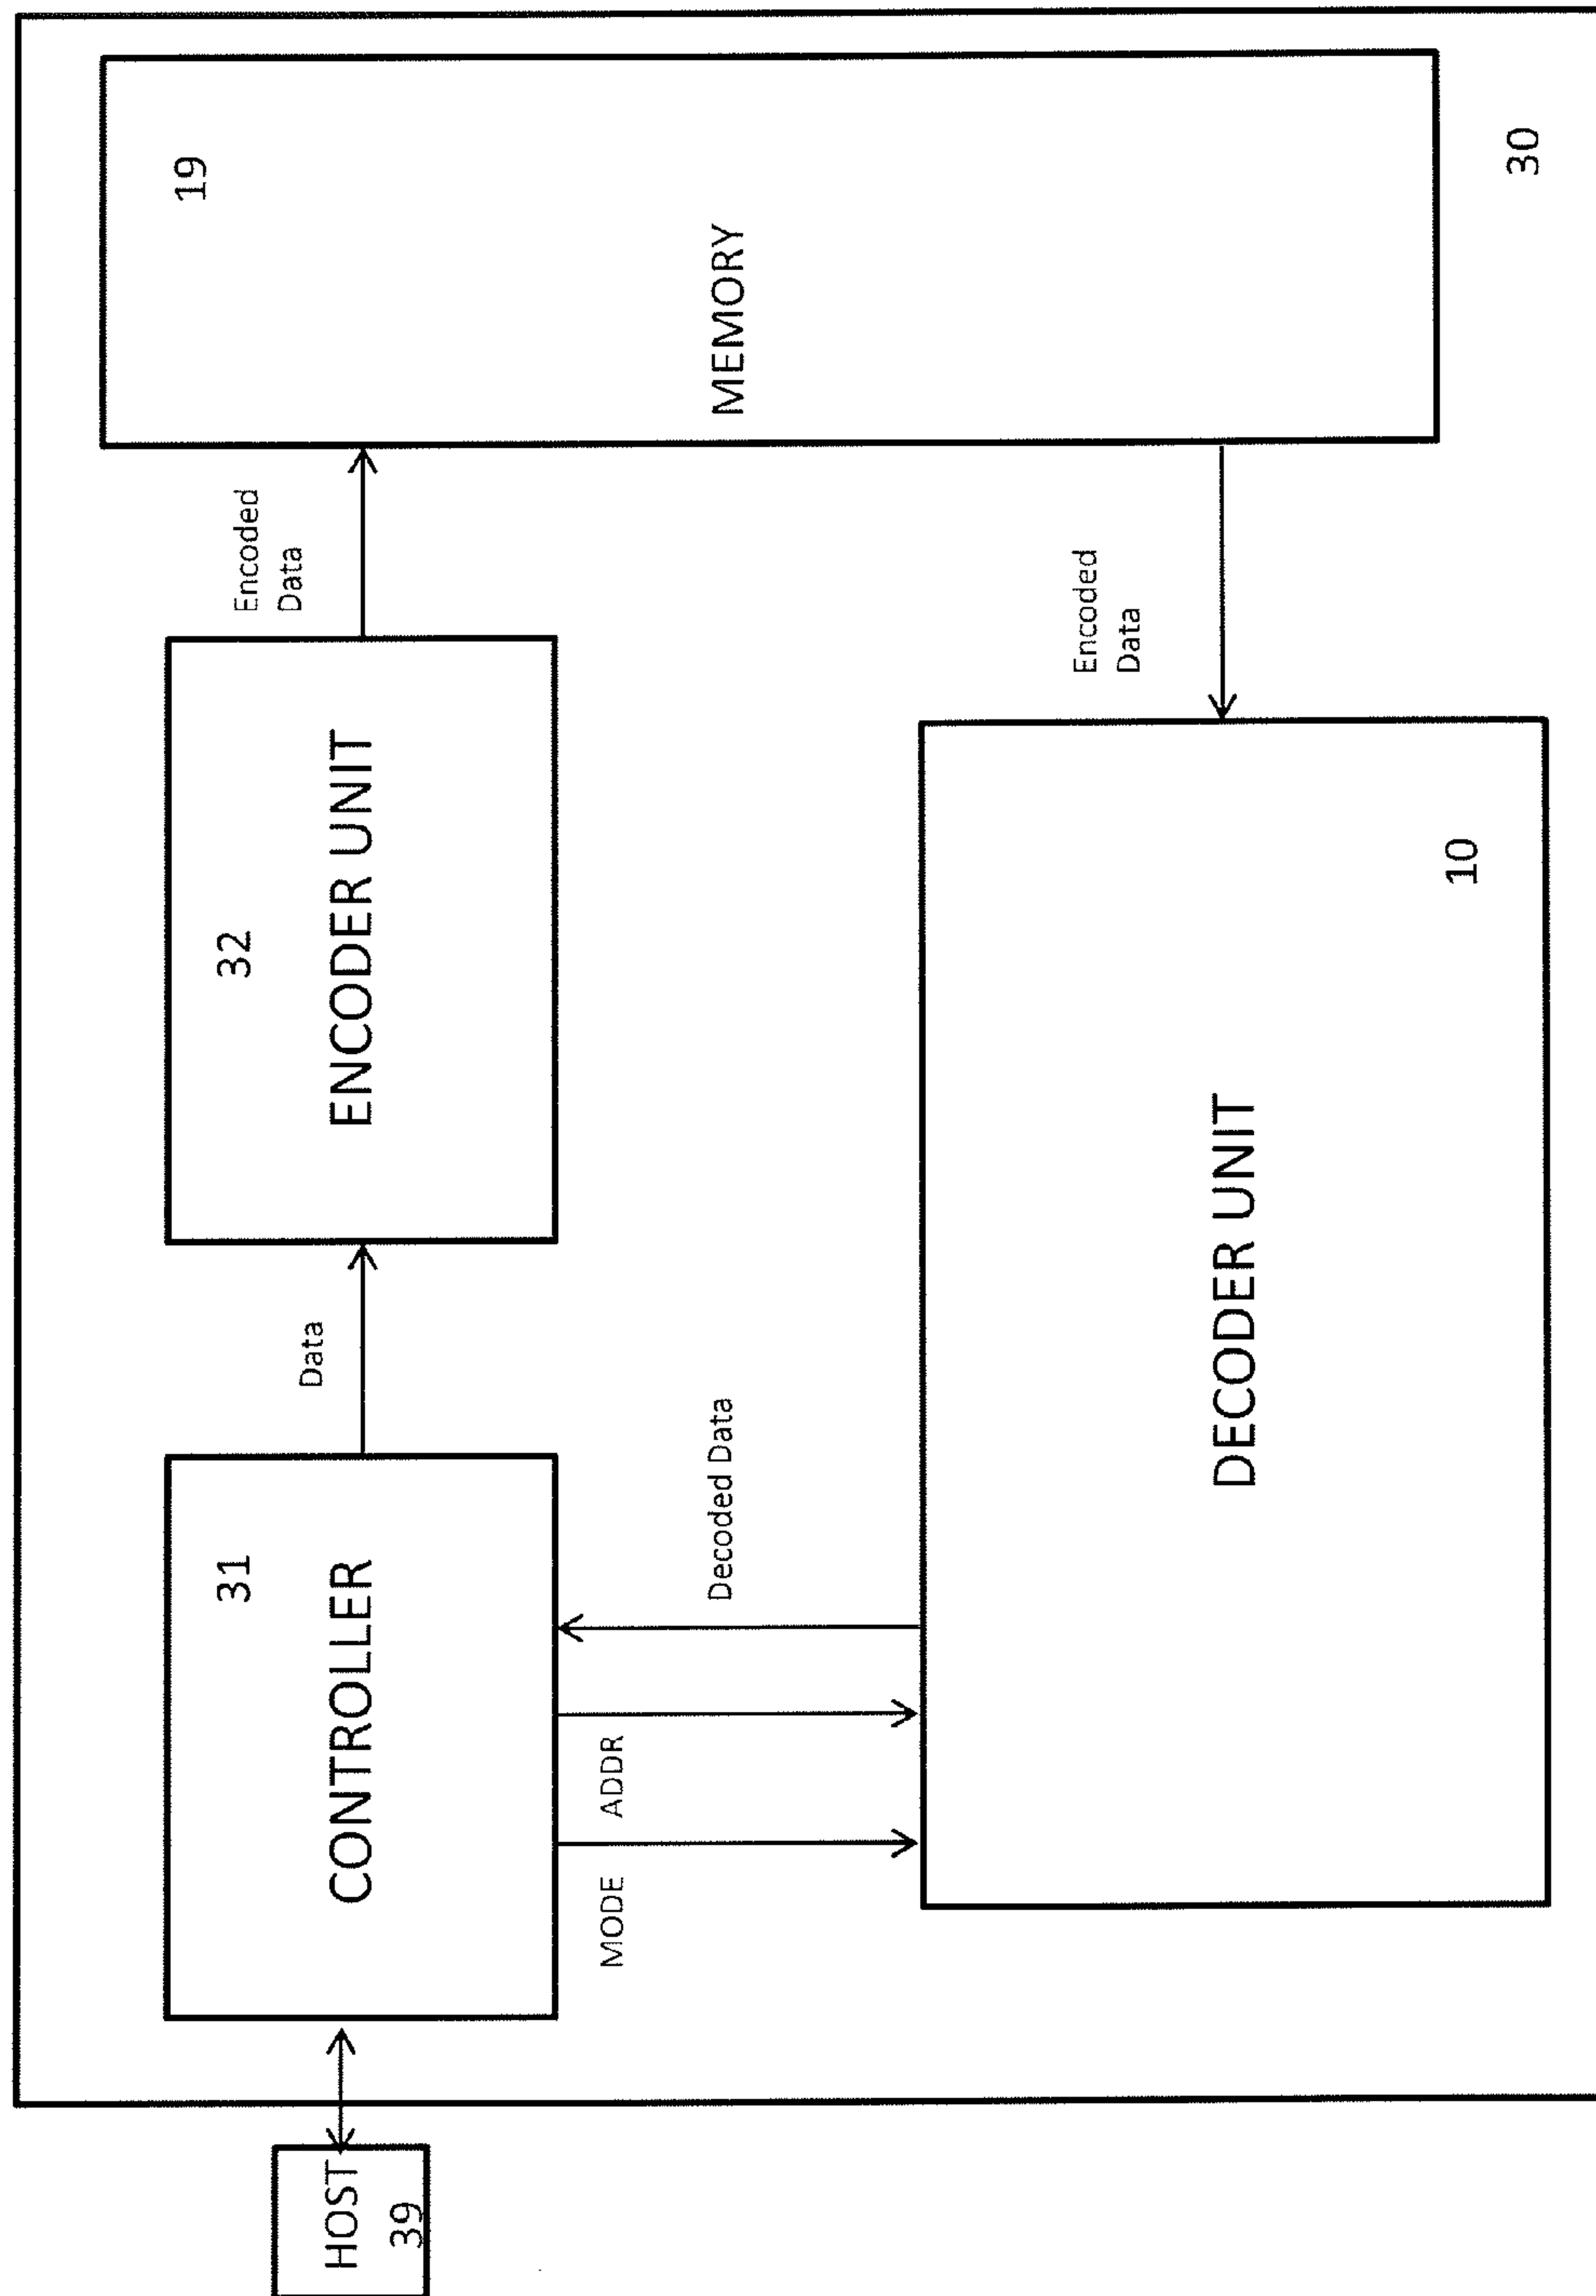 HOST
39
CONTROLLER
31
MODE
ADDR
Decoded Data
Data
ENCODER UNIT
32
Encoded
Data
MEMORY
19
Encoded
Data
DECODER UNIT
10
30